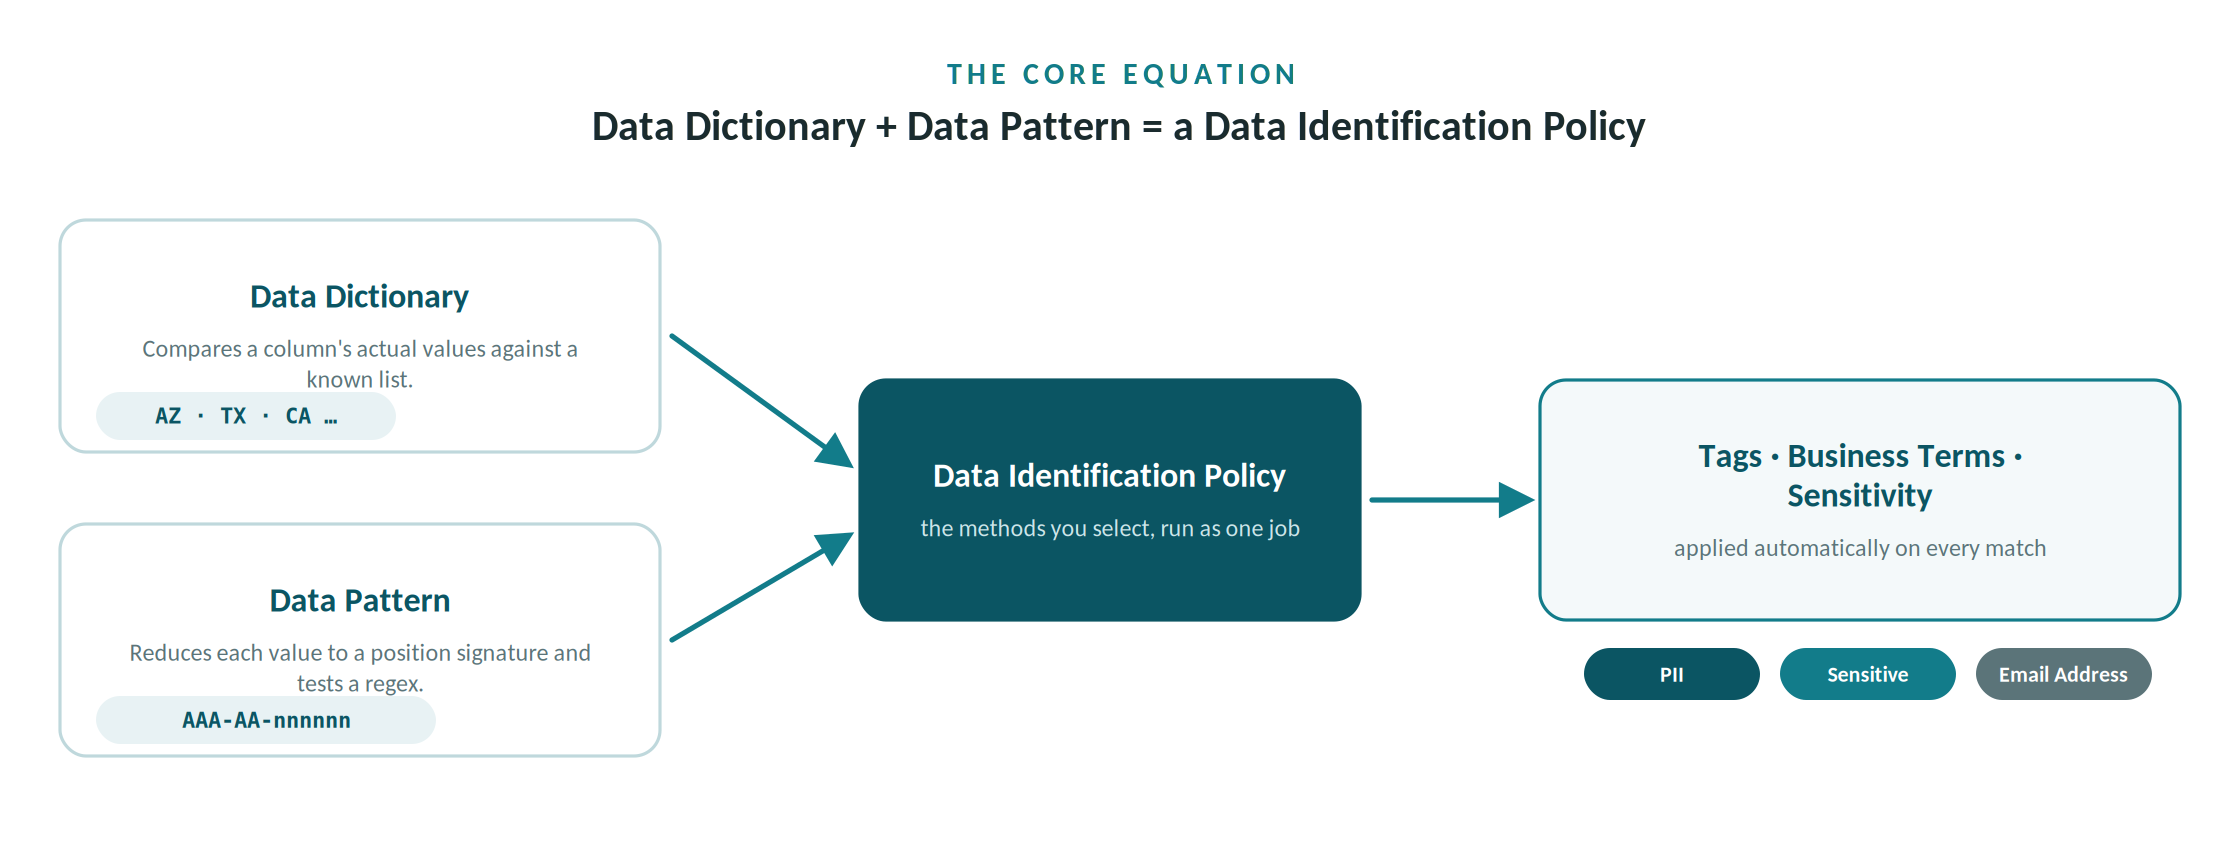 THE CORE EQUATION
Data Dictionary + Data Pattern = a Data Identification Policy
Data Dictionary
Compares a column's actual values against a
known list.
AZ · TX · CA …
Data Pattern
Reduces each value to a position signature and
tests a regex.
AAA-AA-nnnnnn
Data Identification Policy
the methods you select, run as one job
Tags · Business Terms ·
Sensitivity
applied automatically on every match
PII
Sensitive
Email Address